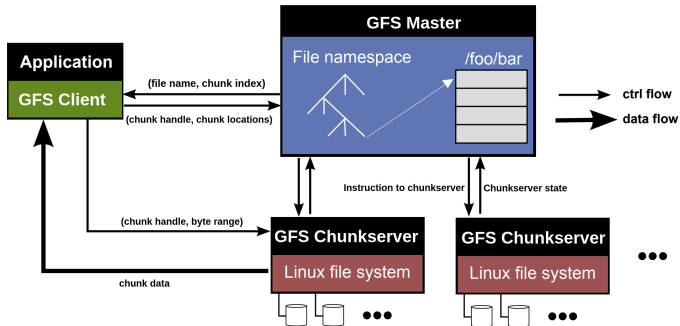 GFS Master
Application
GFS Client
File namespace
/foo/bar
(file name, chunk index)
(chunk handle, chunk locations)
ctrl flow
data flow
Instruction to chunkserver
Chunkserver state
(chunk handle, byte range)
GFS Chunkserver
Linux file system
GFS Chunkserver
Linux file system
chunk data